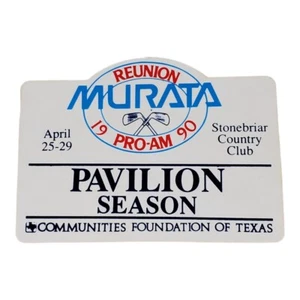 REUNION
MURATA
19 PRO-AM 90
April
25-29
Stonebriar
Country
Club
PAVILION
SEASON
COMMUNITIES FOUNDATION OF TEXAS